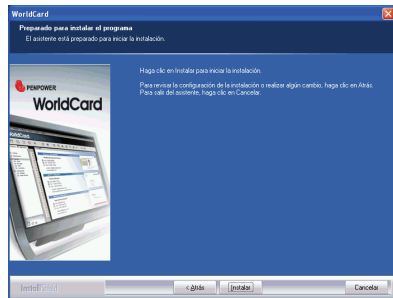 WorldCard
Preparado para instalar el programa
El asistente está preparado para iniciar la instalación.
Haga clic en Instalar para iniciar la instalación.
Para revisar la configuración de la instalación o realizar algún cambio, haga clic en Atrás.
Para salir del asistente, haga clic en Cancelar.
PENPOWER
WorldCard
InstallShield
< Atrás
Instalar
Cancelar